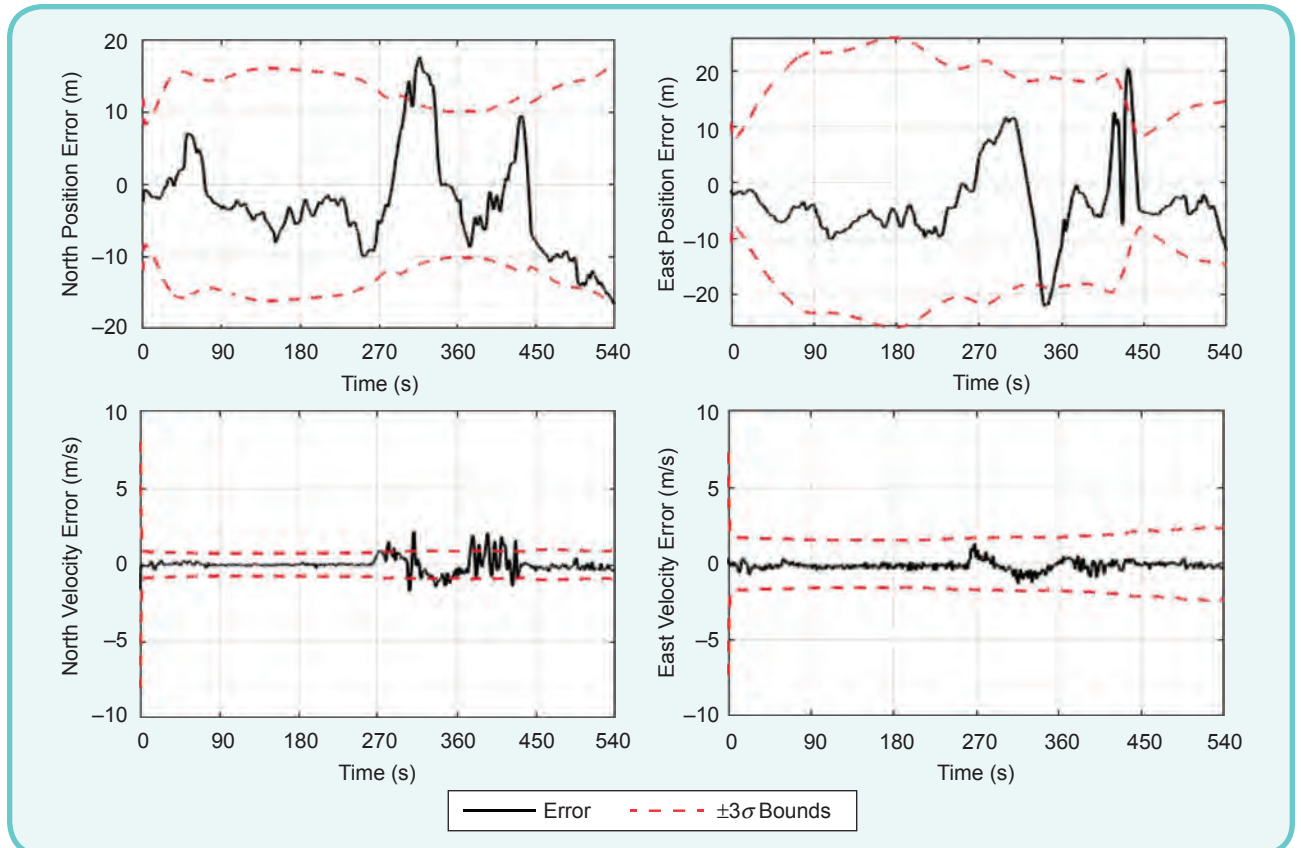 20
10
0
–10
–20
North Position Error (m)
0 90 180 270 360 450 540
Time (s)
20
10
0
–10
–20
East Position Error (m)
0 90 180 270 360 450 540
Time (s)
10
5
0
–5
–10
North Velocity Error (m/s)
0 90 180 270 360 450 540
Time (s)
10
5
0
–5
–10
East Velocity Error (m/s)
0 90 180 270 360 450 540
Time (s)
Error ±3σ Bounds